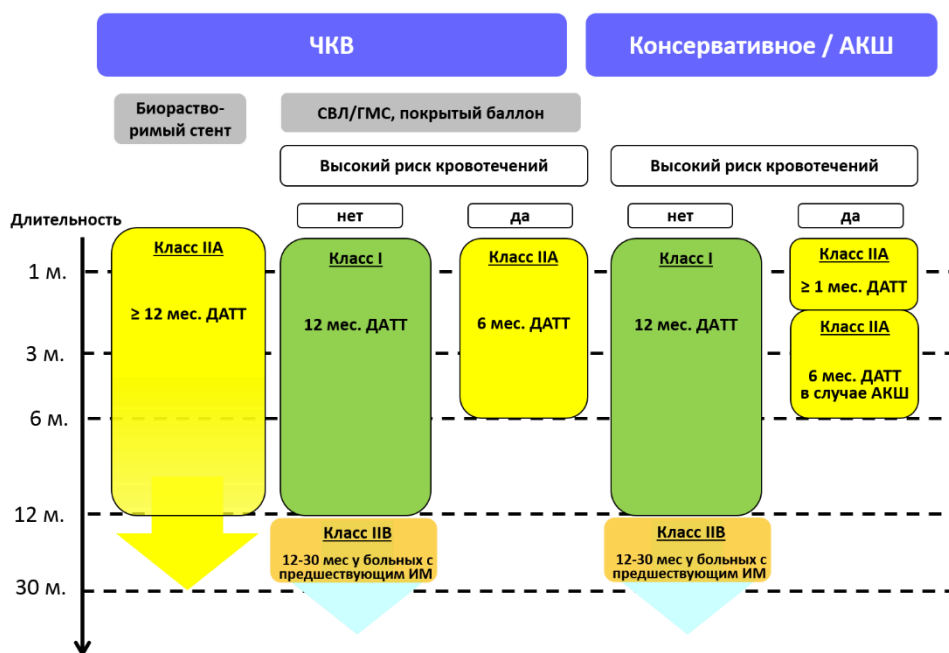 ЧКВ
Консервативное / АКШ
Биораство-
римый стент
СВЛ/ГМС, покрытый баллон
Высокий риск кровотечений
Высокий риск кровотечений
Длительность
нет
да
нет
да
Класс IIA
≥ 12 мес. ДАТТ
Класс I
12 мес. ДАТТ
Класс IIA
6 мес. ДАТТ
Класс I
12 мес. ДАТТ
Класс IIA
≥ 1 мес. ДАТТ
Класс IIA
6 мес. ДАТТ
в случае АКШ
1 м.
3 м.
6 м.
12 м.
30 м.
Класс IIB
12-30 мес у больных с
предшествующим ИМ
Класс IIB
12-30 мес у больных с
предшествующим ИМ